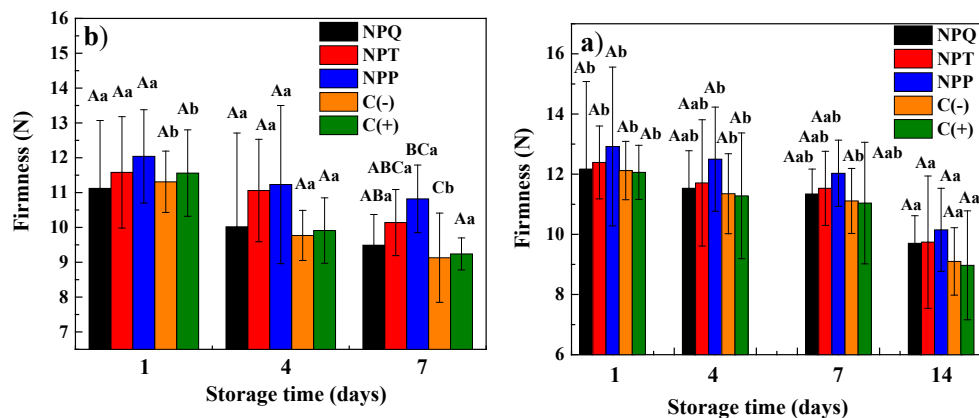 b)
NPQ
NPT
NPP
C(-)
C(+)
16
15
14
13
12
11
10
9
8
7
Firmness (N)
Aa
Aa
Aa
Ab
Ab
Aa
Aa
Aa
Aa
Aa
ABa
ABCa
BCa
Cb
Aa
1 4 7
Storage time (days)
a)
NPQ
NPT
NPP
C(-)
C(+)
16
14
12
10
8
6
Firmness (N)
Ab
Ab
Ab
Ab
Ab
Aab
Aab
Ab
Aab
Aab
Aab
Aab
Aab
Ab
Aab
Aa
Aa
Aa
Aa
Aa
1 4 7 14
Storage time (days)